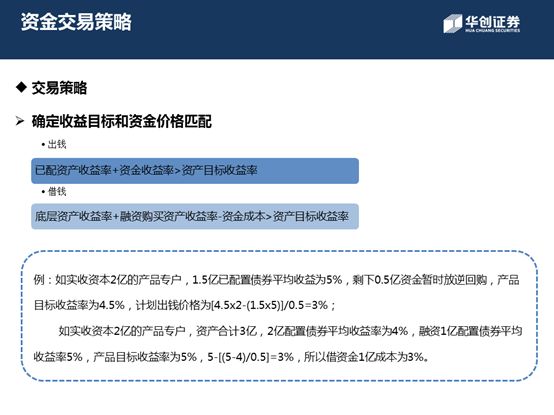 资金交易策略
华创证券
HUA CHUANG SECURITIES
◆ 交易策略
➢ 确定收益目标和资金价格匹配
• 出钱
已配资产收益率+资金收益率>资产目标收益率
• 借钱
底层资产收益率+融资购买资产收益率-资金成本>资产目标收益率
例：如实收资本2亿的产品专户，1.5亿已配置债券平均收益为5%，剩下0.5亿资金暂时放逆回购，产品
目标收益率为4.5%，计划出钱价格为[4.5x2-(1.5x5)]/0.5=3%；
如实收资本2亿的产品专户，资产合计3亿，2亿配置债券平均收益率为4%，融资1亿配置债券平均
收益率5%，产品目标收益率为5%，5-[(5-4)/0.5]=3%，所以借资金1亿成本为3%。